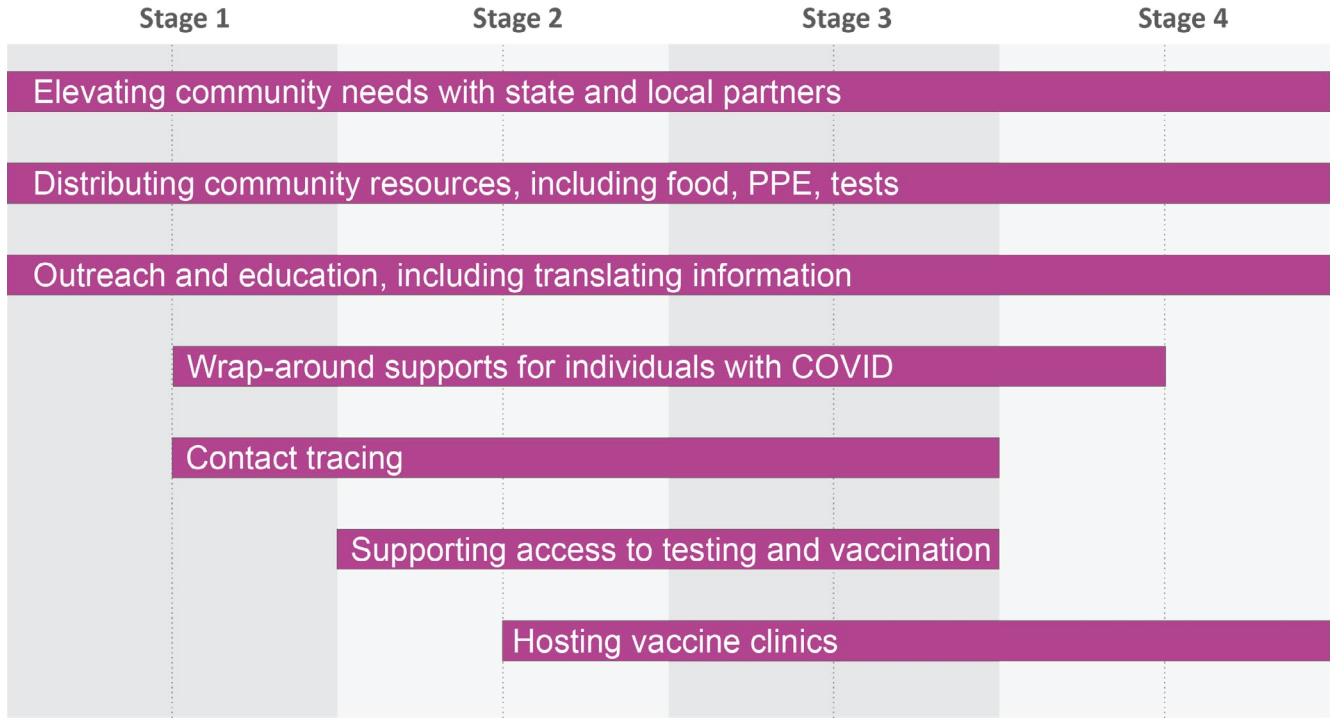 Stage 1 Stage 2 Stage 3 Stage 4
Elevating community needs with state and local partners
Distributing community resources, including food, PPE, tests
Outreach and education, including translating information
Wrap-around supports for individuals with COVID
Contact tracing
Supporting access to testing and vaccination
Hosting vaccine clinics